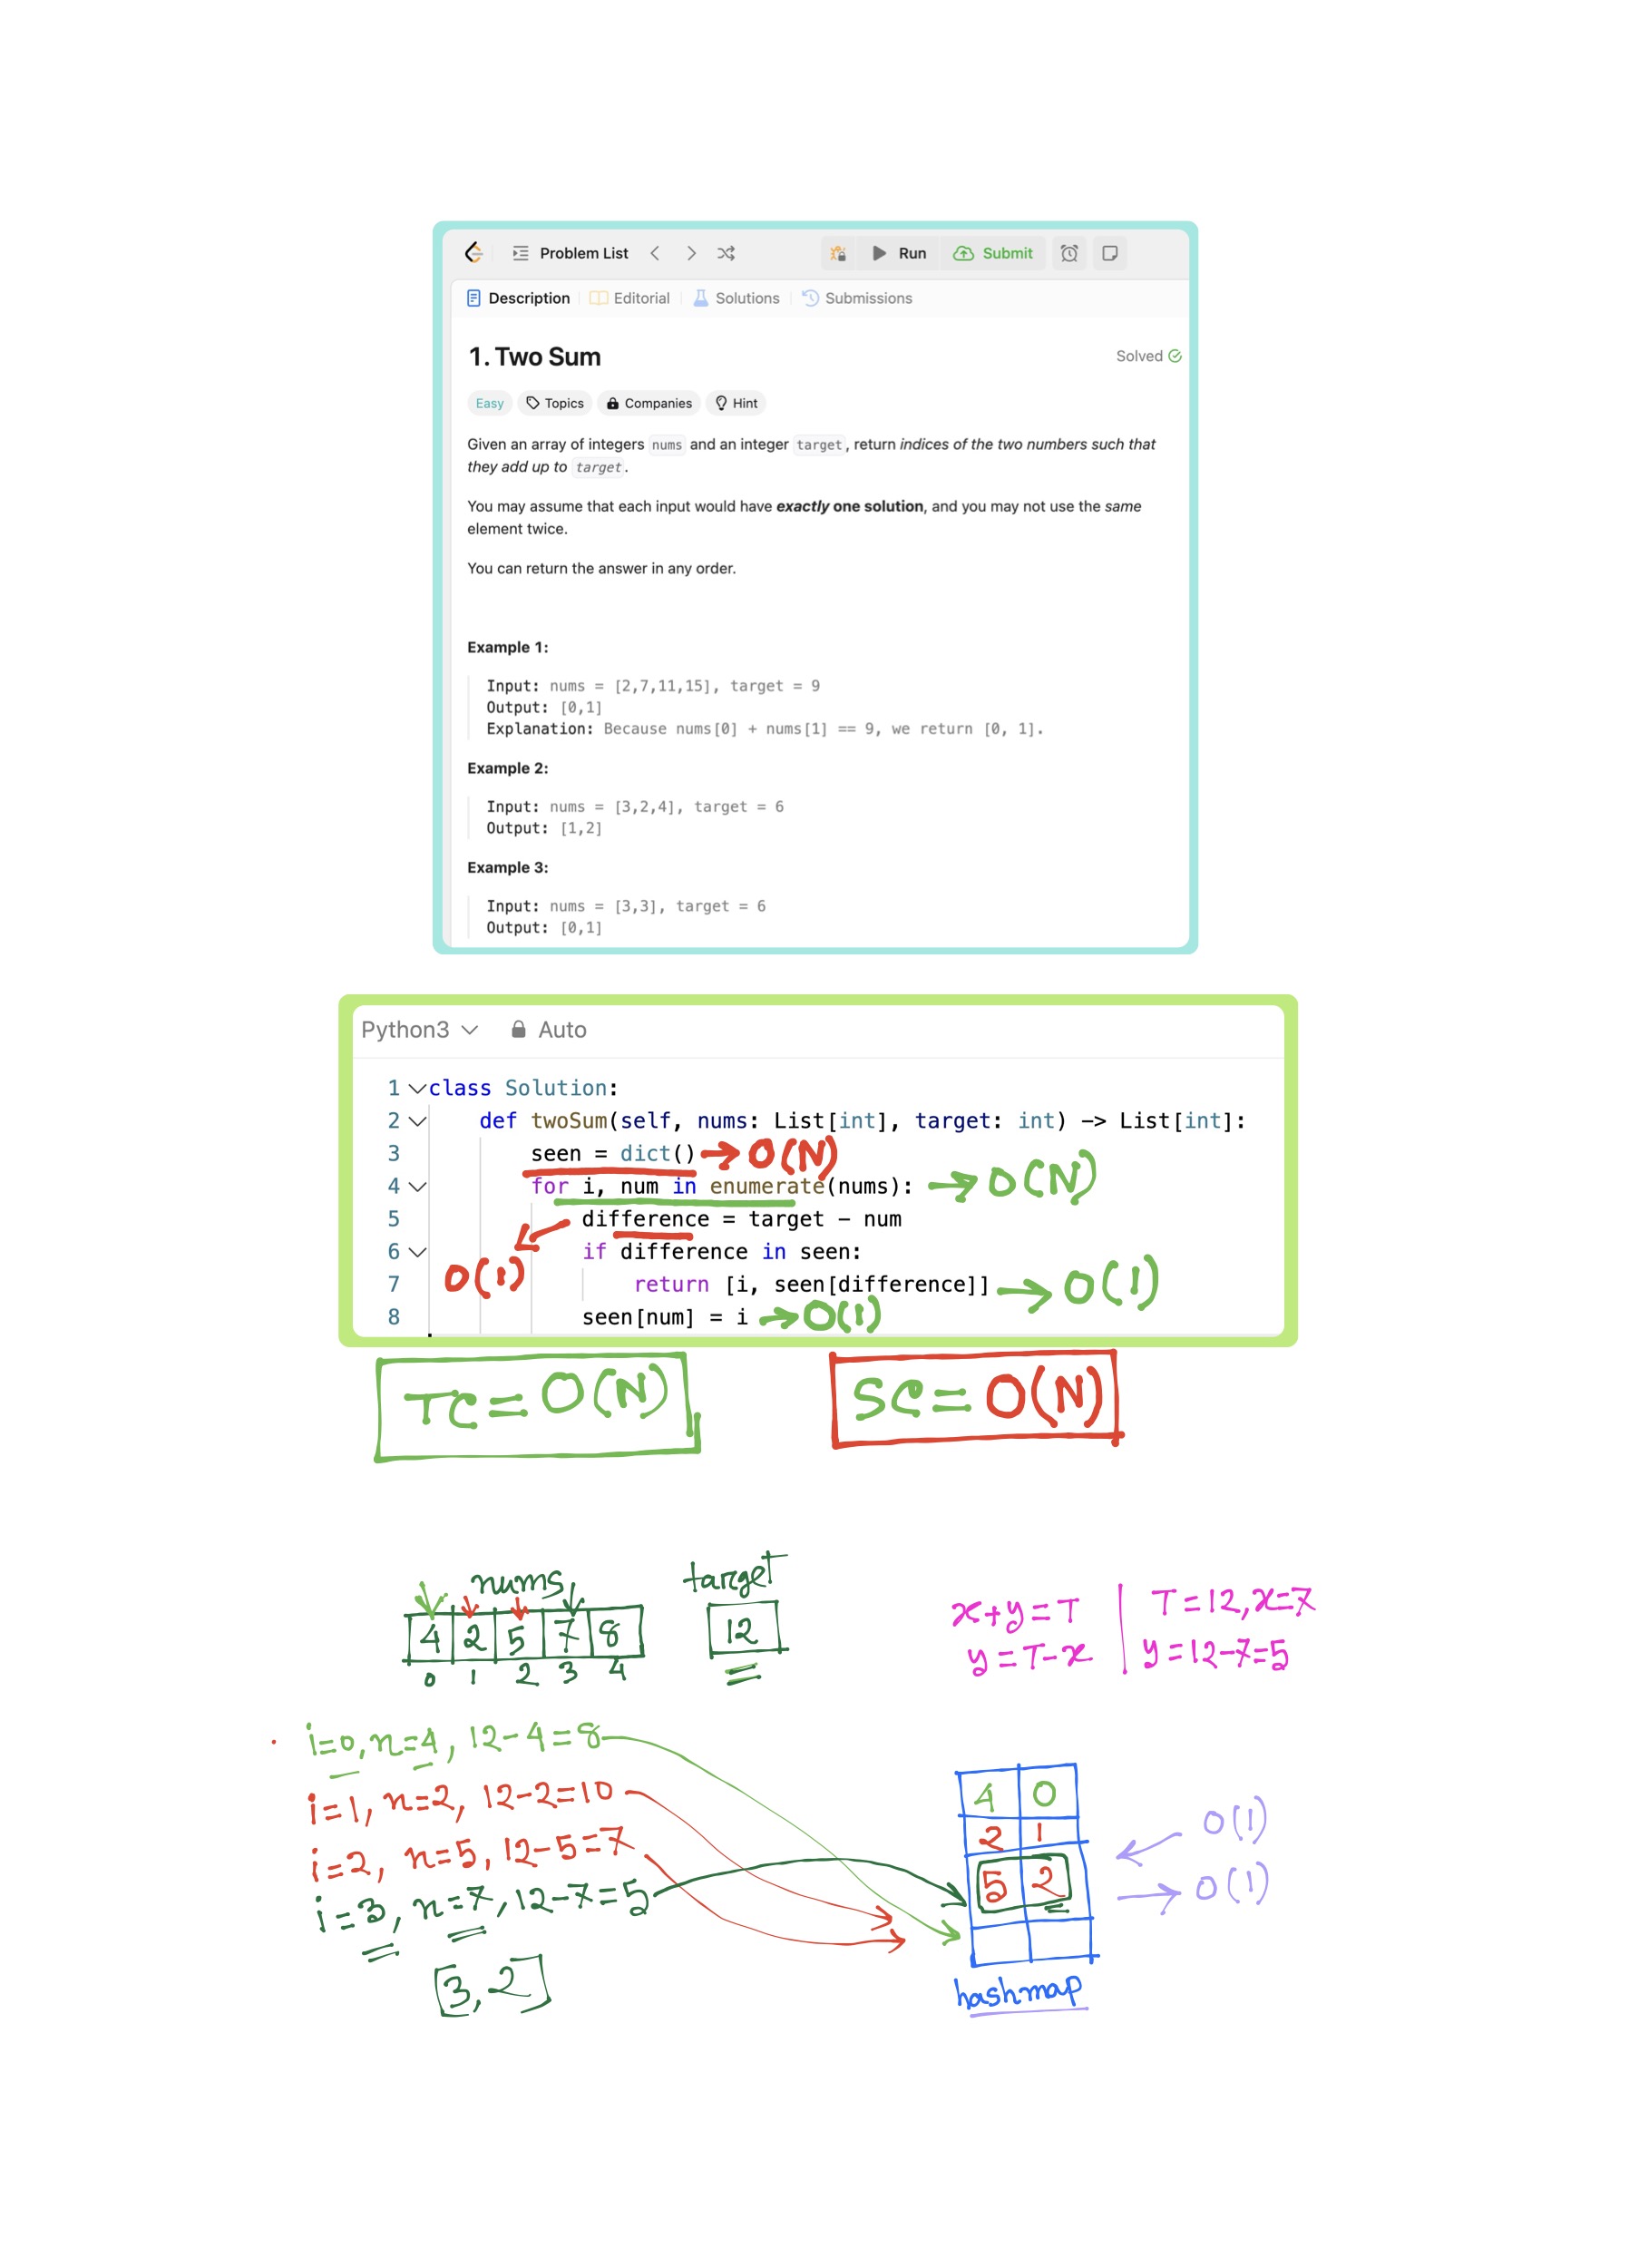 Problem List Run Submit
Description Editorial Solutions Submissions
1. Two Sum Solved
Easy Topics Companies Hint
Given an array of integers nums and an integer target, return indices of the two numbers such that
they add up to target.
You may assume that each input would have exactly one solution, and you may not use the same
element twice.
You can return the answer in any order.
Example 1:
Input: nums = [2,7,11,15], target = 9
Output: [0,1]
Explanation: Because nums[0] + nums[1] == 9, we return [0, 1].
Example 2:
Input: nums = [3,2,4], target = 6
Output: [1,2]
Example 3:
Input: nums = [3,3], target = 6
Output: [0,1]
Python3 Auto
1 class Solution:
2 def twoSum(self, nums: List[int], target: int) -> List[int]:
3 seen = dict() → O(N)
4 for i, num in enumerate(nums): → O(N)
5 difference = target - num
6 if difference in seen:
O(1)
7 return [i, seen[difference]] → O(1)
8 seen[num] = i → O(1)
TC = O(N) SC = O(N)
nums target
4 2 5 7 8 12
0 1 2 3 4
x+y=T T=12, x=7
y=T-x y=12-7=5
i=0, n=4, 12-4=8
i=1, n=2, 12-2=10
i=2, n=5, 12-5=7
i=3, n=7, 12-7=5
[3,2]
4 0
2 1
5 2
O(1)
O(1)
hashmap